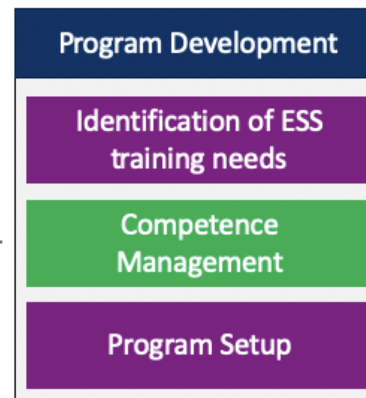 Program Development
Identification of ESS
training needs
Competence
Management
Program Setup